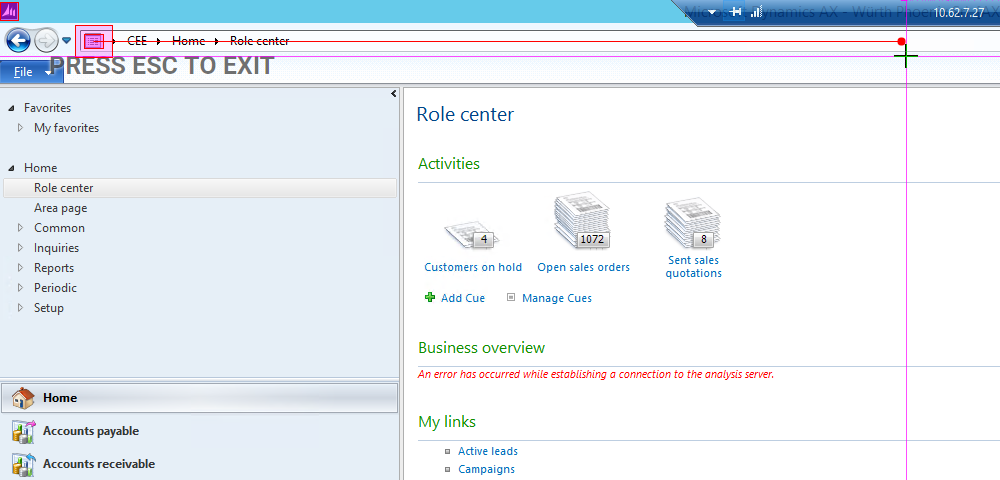 Microsoft Dynamics AX - Würth Phoenix
10.62.7.27
CEE Home Role center
PRESS ESC TO EXIT
File
Favorites
My favorites
Home
Role center
Area page
Common
Inquiries
Reports
Periodic
Setup
Home
Accounts payable
Accounts receivable
Role center
Activities
4
1072
8
Customers on hold
Open sales orders
Sent sales
quotations
Add Cue
Manage Cues
Business overview
An error has occurred while establishing a connection to the analysis server.
My links
Active leads
Campaigns